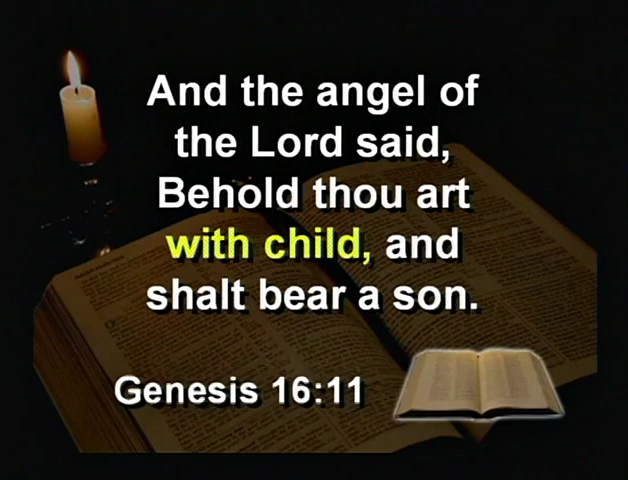 And the angel of
the Lord said,
Behold thou art
with child, and
shalt bear a son.
Genesis 16:11